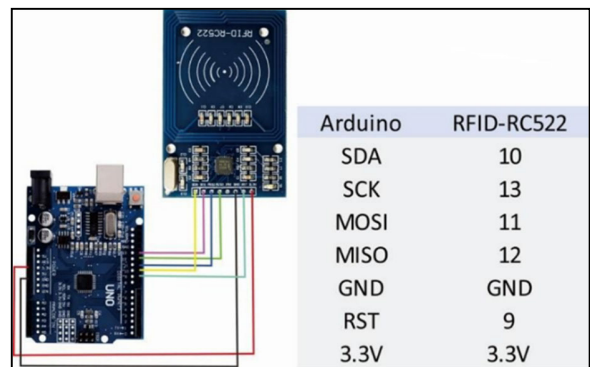 RFID-RC522
UNO
Arduino RFID-RC522
SDA 10
SCK 13
MOSI 11
MISO 12
GND GND
RST 9
3.3V 3.3V